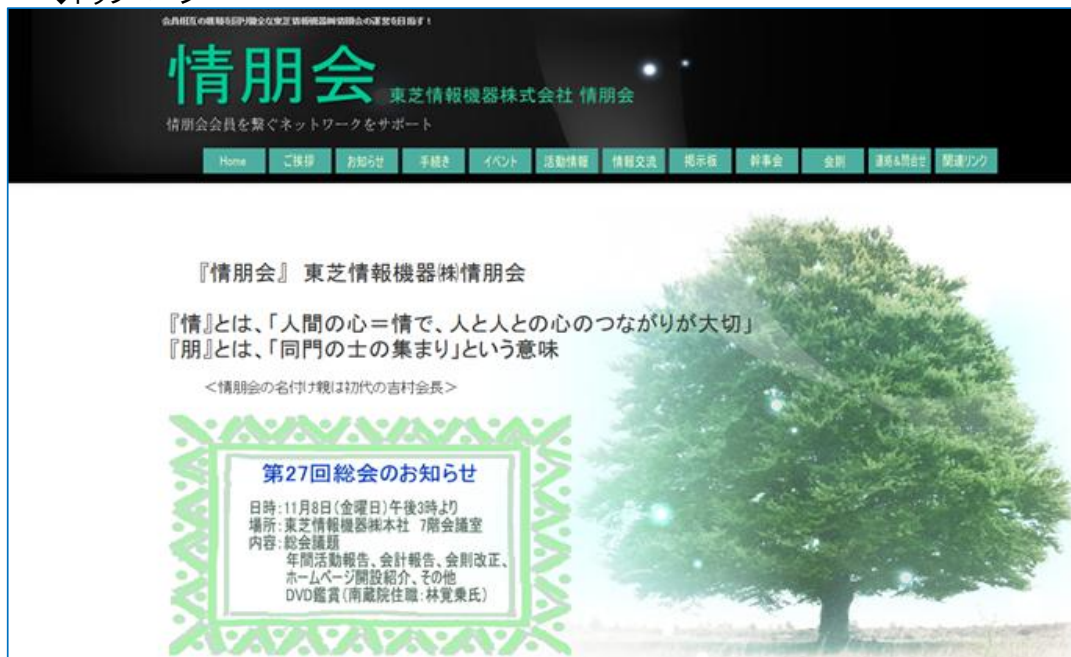 情朋会
東芝情報機器株式会社 情朋会
情朋会会員を繋ぐネットワークをサポート
Home ご挨拶 お知らせ 手続き イベント 活動情報 情報交流 掲示板 幹事会 会則 連絡&問合せ 関連リンク
『情朋会』 東芝情報機器㈱情朋会
『情』とは、「人間の心=情で、人と人との心のつながりが大切」
『朋』とは、「同門の士の集まり」という意味
<情朋会の名付け親は初代の吉村会長>
第27回総会のお知らせ
日時:11月8日(金曜日)午後3時より
場所:東芝情報機器㈱本社 7階会議室
内容:総会議題
年間活動報告、会計報告、会則改正、
ホームページ開設紹介、その他
DVD鑑賞(南蔵院住職:林覚乗氏)